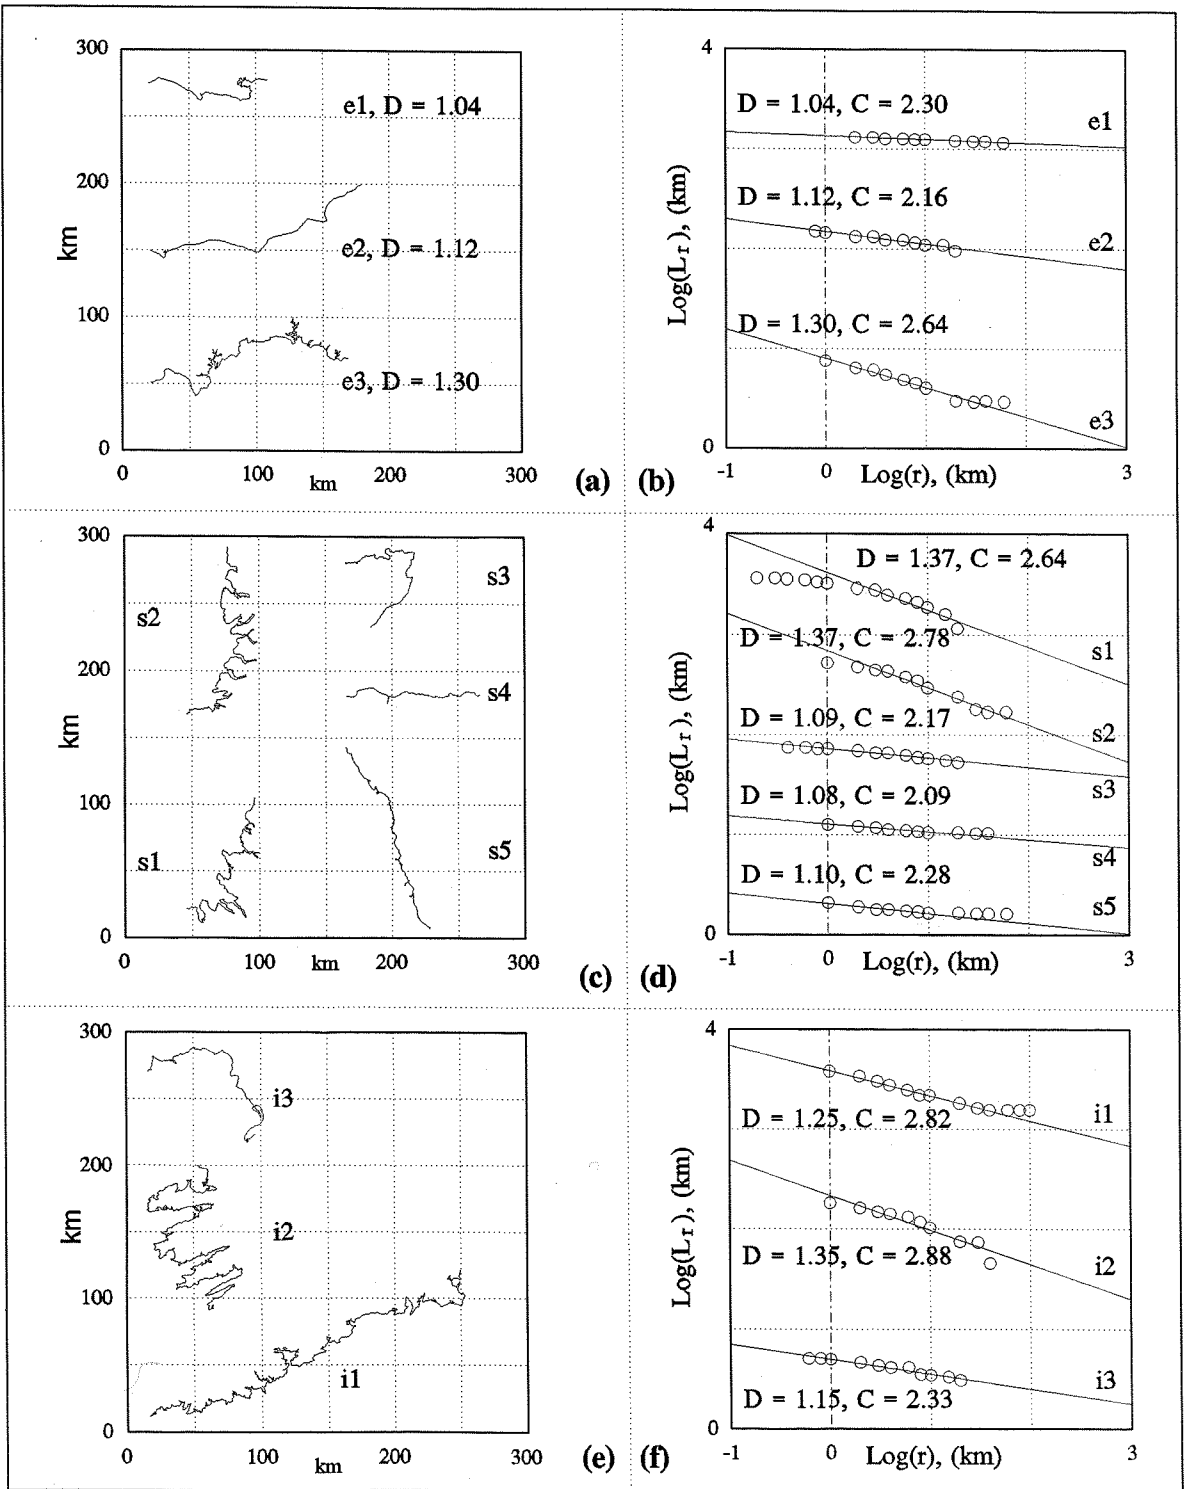 300
200
100
0
km
e1, D = 1.04
e2, D = 1.12
e3, D = 1.30
0 100 200 300
km
(a)
4
0
Log(Lr), (km)
D = 1.04, C = 2.30
e1
D = 1.12, C = 2.16
e2
D = 1.30, C = 2.64
e3
-1 0 3
Log(r), (km)
(b)
300
200
100
0
km
s2
s3
s4
s1
s5
0 100 200 300
km
(c)
4
0
Log(Lr), (km)
D = 1.37, C = 2.64
s1
D = 1.37, C = 2.78
s2
D = 1.09, C = 2.17
s3
D = 1.08, C = 2.09
s4
D = 1.10, C = 2.28
s5
-1 0 3
Log(r), (km)
(d)
300
200
100
0
km
i3
i2
i1
0 100 200 300
km
(e)
4
0
Log(Lr), (km)
D = 1.25, C = 2.82
i1
D = 1.35, C = 2.88
i2
D = 1.15, C = 2.33
i3
-1 0 3
Log(r), (km)
(f)